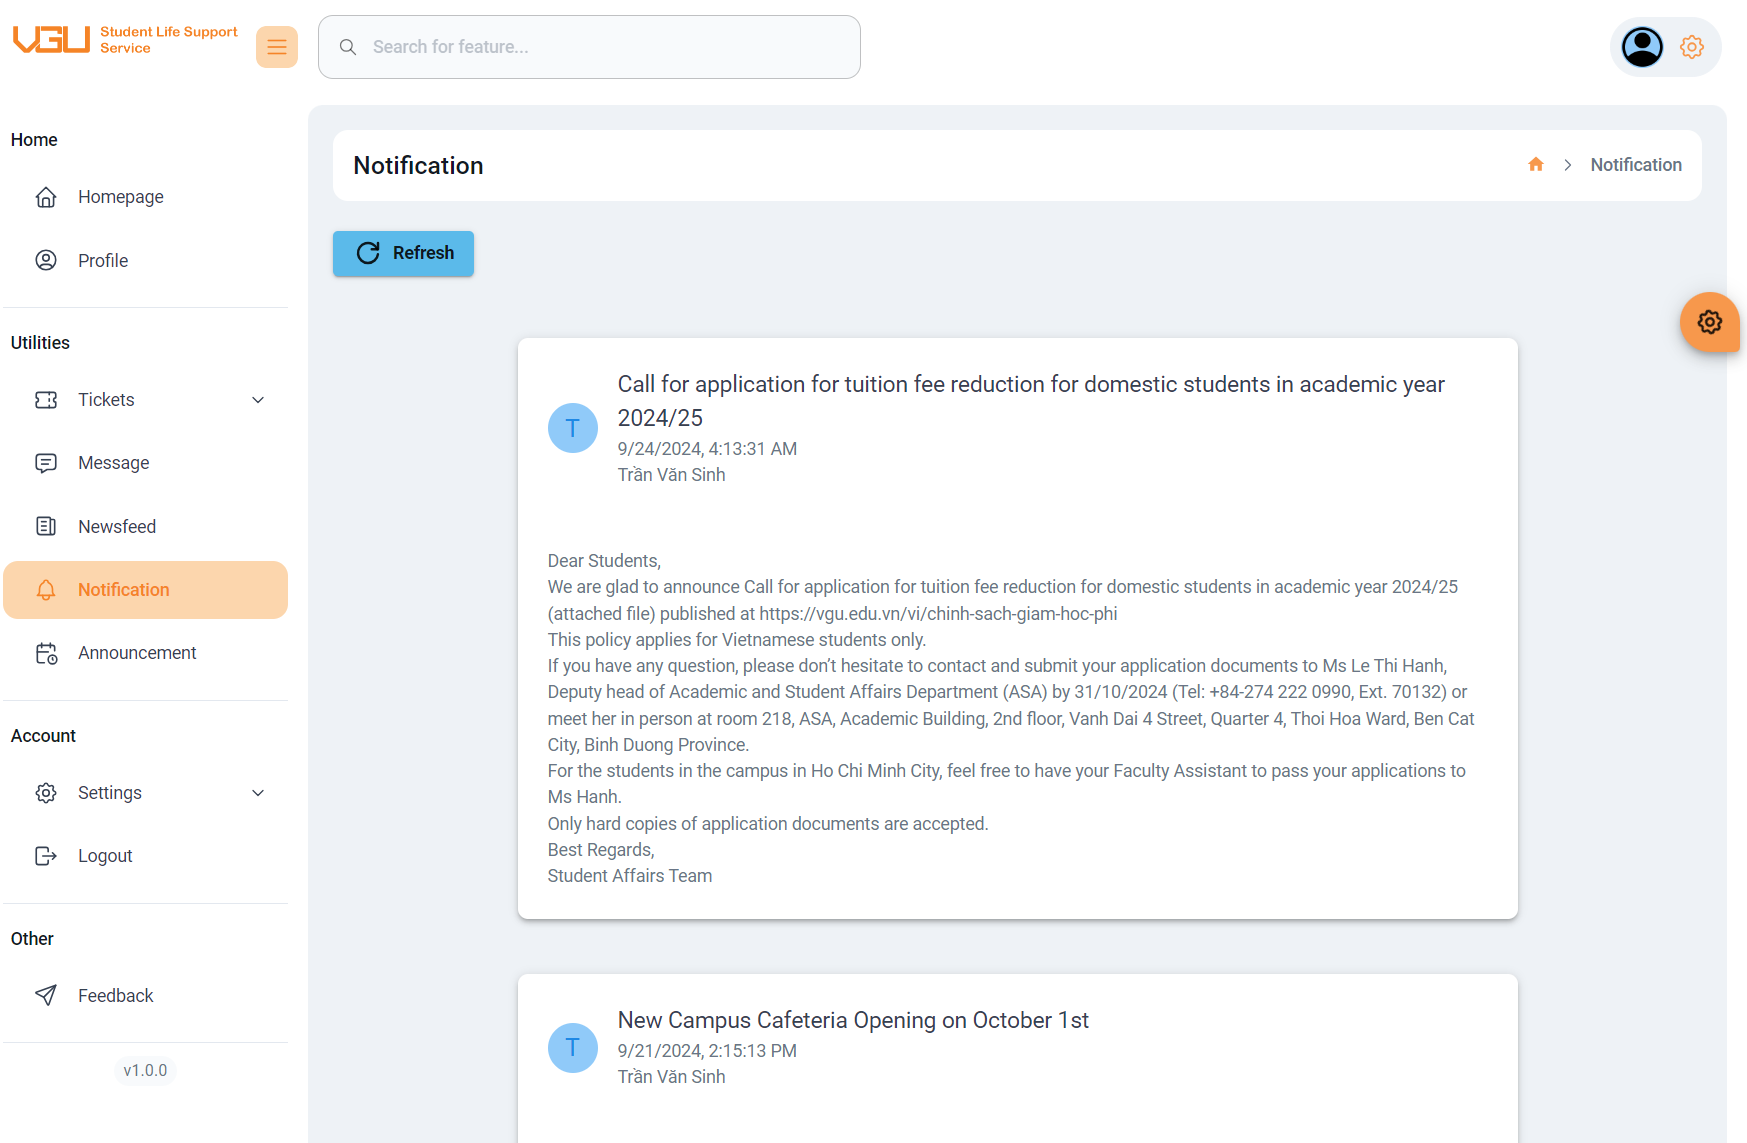 VGU Student Life Support
Service
Search for feature...
Home
Homepage
Profile
Utilities
Tickets
Message
Newsfeed
Notification
Announcement
Account
Settings
Logout
Other
Feedback
v1.0.0
Notification
Notification
Refresh
T
Call for application for tuition fee reduction for domestic students in academic year
2024/25
9/24/2024, 4:13:31 AM
Trần Văn Sinh
Dear Students,
We are glad to announce Call for application for tuition fee reduction for domestic students in academic year 2024/25
(attached file) published at https://vgu.edu.vn/vi/chinh-sach-giam-hoc-phi
This policy applies for Vietnamese students only.
If you have any question, please don’t hesitate to contact and submit your application documents to Ms Le Thi Hanh,
Deputy head of Academic and Student Affairs Department (ASA) by 31/10/2024 (Tel: +84-274 222 0990, Ext. 70132) or
meet her in person at room 218, ASA, Academic Building, 2nd floor, Vanh Dai 4 Street, Quarter 4, Thoi Hoa Ward, Ben Cat
City, Binh Duong Province.
For the students in the campus in Ho Chi Minh City, feel free to have your Faculty Assistant to pass your applications to
Ms Hanh.
Only hard copies of application documents are accepted.
Best Regards,
Student Affairs Team
T
New Campus Cafeteria Opening on October 1st
9/21/2024, 2:15:13 PM
Trần Văn Sinh